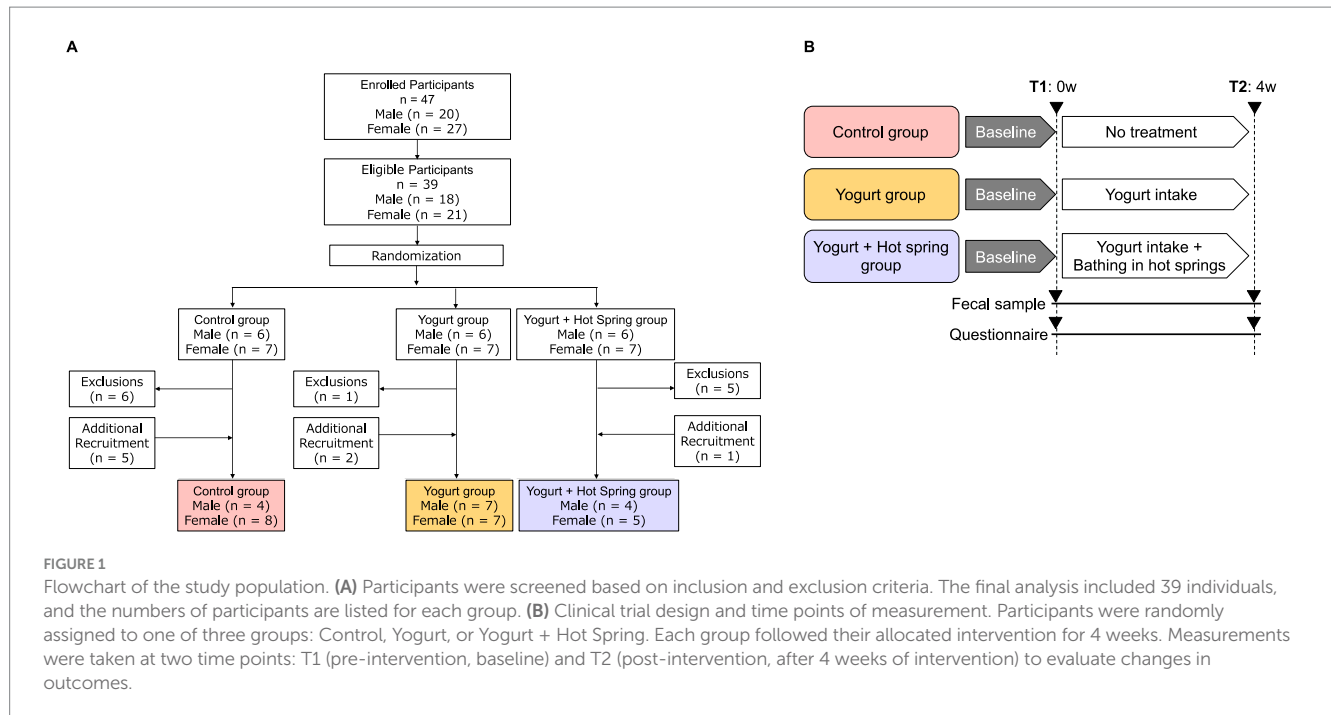 A
Enrolled Participants
n = 47
Male (n = 20)
Female (n = 27)
Eligible Participants
n = 39
Male (n = 18)
Female (n = 21)
Randomization
Control group
Male (n = 6)
Female (n = 7)
Yogurt group
Male (n = 6)
Female (n = 7)
Yogurt + Hot Spring group
Male (n = 6)
Female (n = 7)
Exclusions
(n = 6)
Exclusions
(n = 1)
Exclusions
(n = 5)
Additional
Recruitment
(n = 5)
Additional
Recruitment
(n = 2)
Additional
Recruitment
(n = 1)
Control group
Male (n = 4)
Female (n = 8)
Yogurt group
Male (n = 7)
Female (n = 7)
Yogurt + Hot Spring group
Male (n = 4)
Female (n = 5)
B
T1: 0w
T2: 4w
Control group
Baseline
No treatment
Yogurt group
Baseline
Yogurt intake
Yogurt + Hot spring
group
Baseline
Yogurt intake +
Bathing in hot springs
Fecal sample
Questionnaire
FIGURE 1
Flowchart of the study population. (A) Participants were screened based on inclusion and exclusion criteria. The final analysis included 39 individuals,
and the numbers of participants are listed for each group. (B) Clinical trial design and time points of measurement. Participants were randomly
assigned to one of three groups: Control, Yogurt, or Yogurt + Hot Spring. Each group followed their allocated intervention for 4 weeks. Measurements
were taken at two time points: T1 (pre-intervention, baseline) and T2 (post-intervention, after 4 weeks of intervention) to evaluate changes in
outcomes.